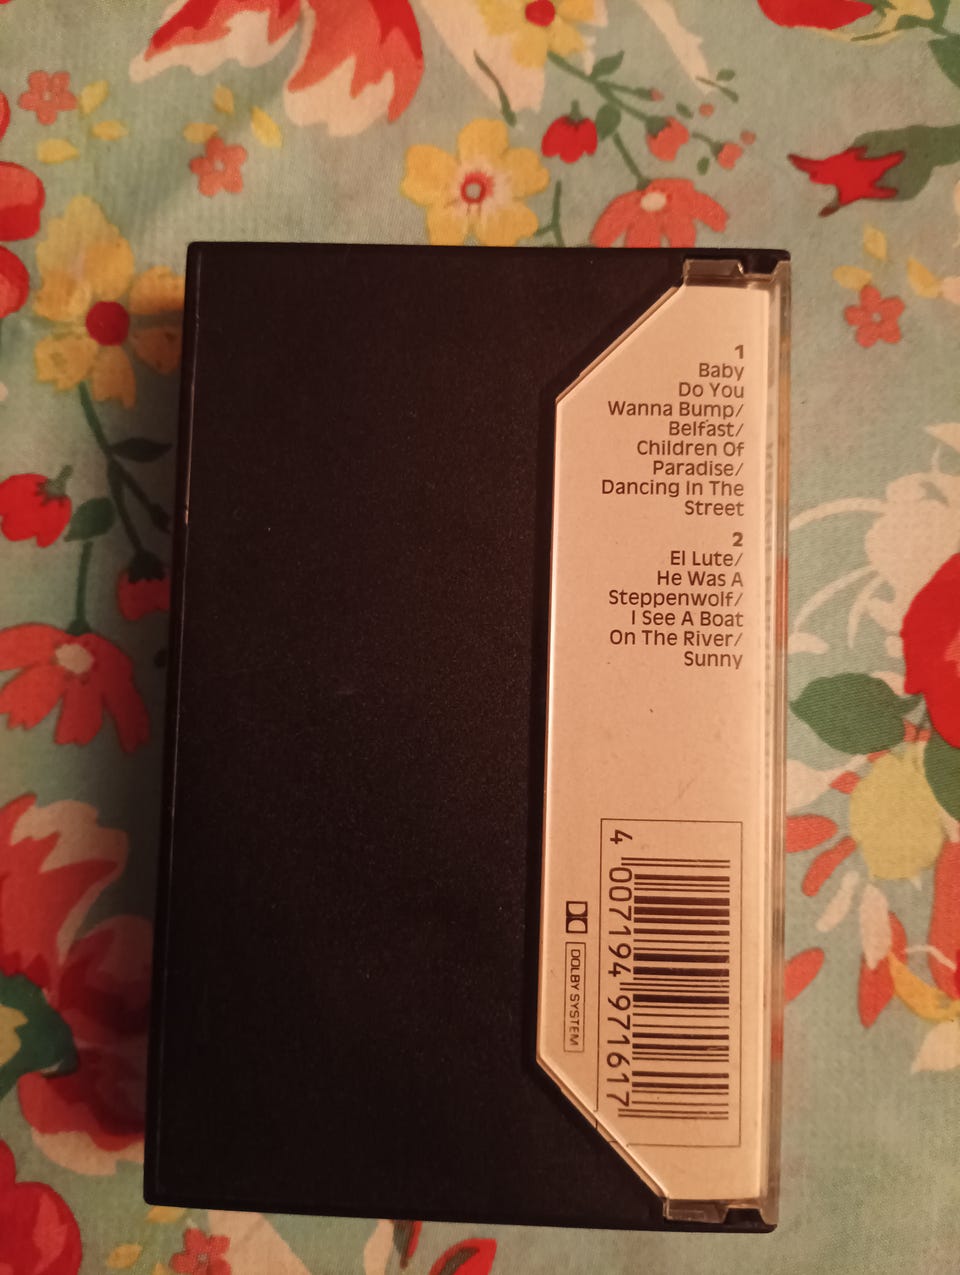 1
Baby
Do You
Wanna Bump/
Belfast/
Children Of
Paradise/
Dancing In The
Street
2
El Lute/
He Was A
Steppenwolf/
I See A Boat
On The River/
Sunny
4 007194 971617
DOLBY SYSTEM